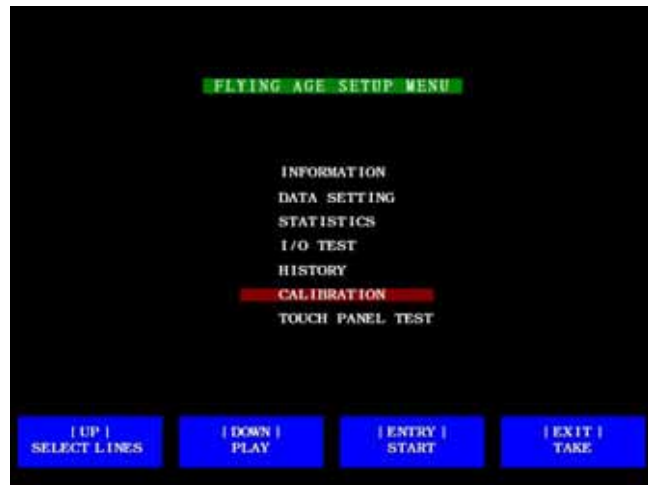 FLYING AGE SETUP MENU
INFORMATION
DATA SETTING
STATISTICS
I/O TEST
HISTORY
CALIBRATION
TOUCH PANEL TEST
[ UP ]
SELECT LINES
[ DOWN ]
PLAY
[ ENTRY ]
START
[ EXIT ]
TAKE